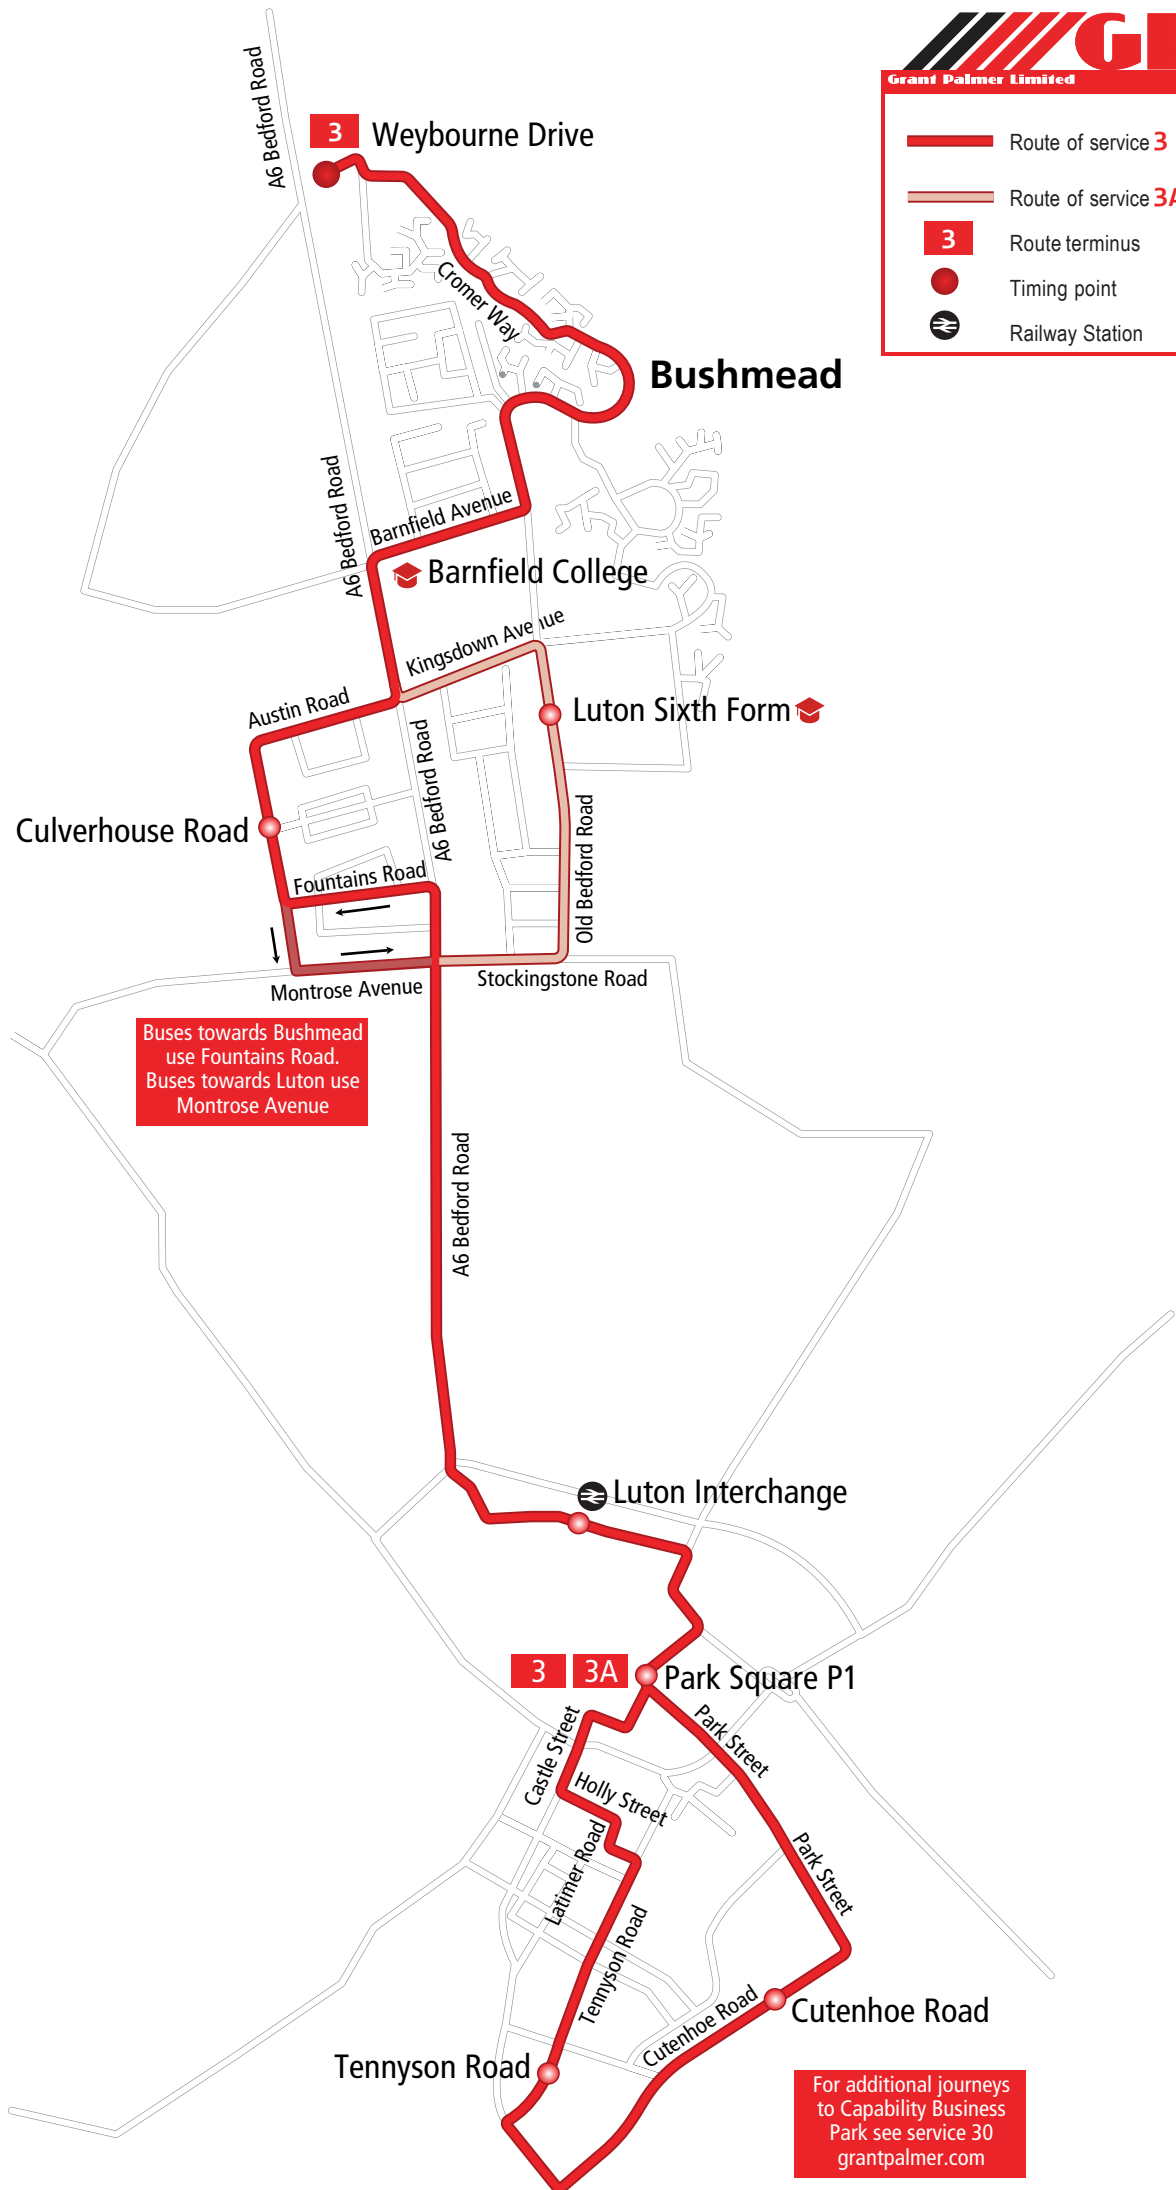 Grant Palmer Limited
Route of service 3
Route of service 3A
3
Route terminus
Timing point
Railway Station
A6 Bedford Road
3
Weybourne Drive
Cromer Way
Bushmead
A6 Bedford Road
Barnfield Avenue
Barnfield College
Kingsdown Avenue
Austin Road
Luton Sixth Form
A6 Bedford Road
Culverhouse Road
Old Bedford Road
Fountains Road
Stockingstone Road
Montrose Avenue
Buses towards Bushmead
use Fountains Road.
Buses towards Luton use
Montrose Avenue
A6 Bedford Road
Luton Interchange
3
3A
Park Square P1
Park Street
Castle Street
Holly Street
Latimer Road
Park Street
Tennyson Road
Cutenhoe Road
Cutenhoe Road
Tennyson Road
For additional journeys
to Capability Business
Park see service 30
grantpalmer.com